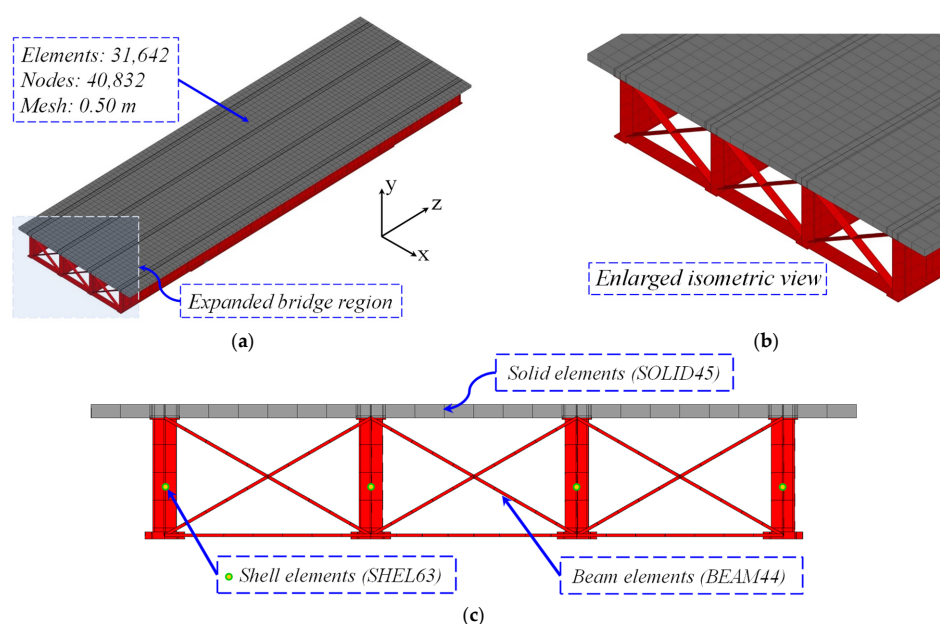 Elements: 31,642
Nodes: 40,832
Mesh: 0.50 m
y
z
x
Expanded bridge region
(a)
Enlarged isometric view
(b)
Solid elements (SOLID45)
Shell elements (SHEL63)
Beam elements (BEAM44)
(c)